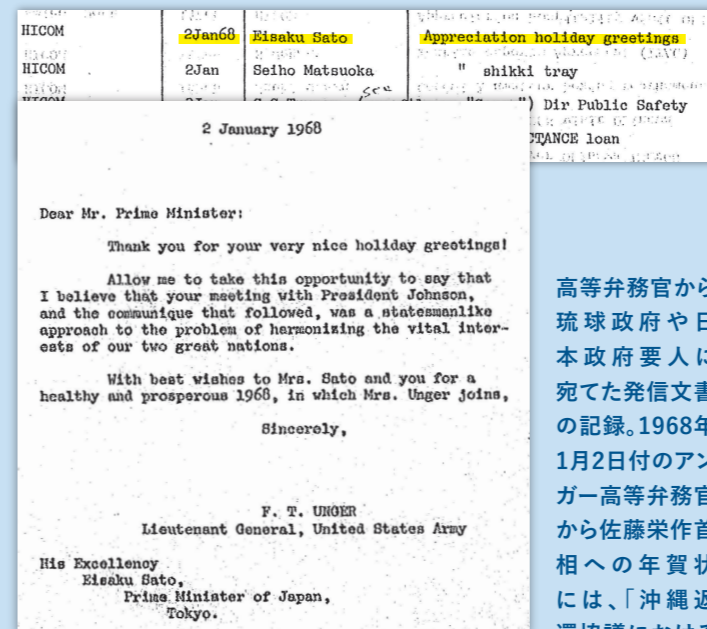 HICOM 2Jan68 Eisaku Sato Appreciation holiday greetings
HICOM 2Jan Seiho Matsuoka " shikki tray
) Dir Public Safety
loan
2 January 1968
Dear Mr. Prime Minister:
Thank you for your very nice holiday greetings!
Allow me to take this opportunity to say that
I believe that your meeting with President Johnson,
and the communique that followed, was a statesmanlike
approach to the problem of harmonizing the vital inter-
ests of our two great nations.
With best wishes to Mrs. Sato and you for a
healthy and prosperous 1968, in which Mrs. Unger joins,
Sincerely,
F. T. UNGER
Lieutenant General, United States Army
His Excellency
Eisaku Sato,
Prime Minister of Japan,
Tokyo.
高等弁務官から
琉球政府や日
本政府要人に
宛てた発信文書
の記録。1968年
1月2日付のアン
ガー高等弁務官
から佐藤栄作首
相への年賀状
には、「沖縄返